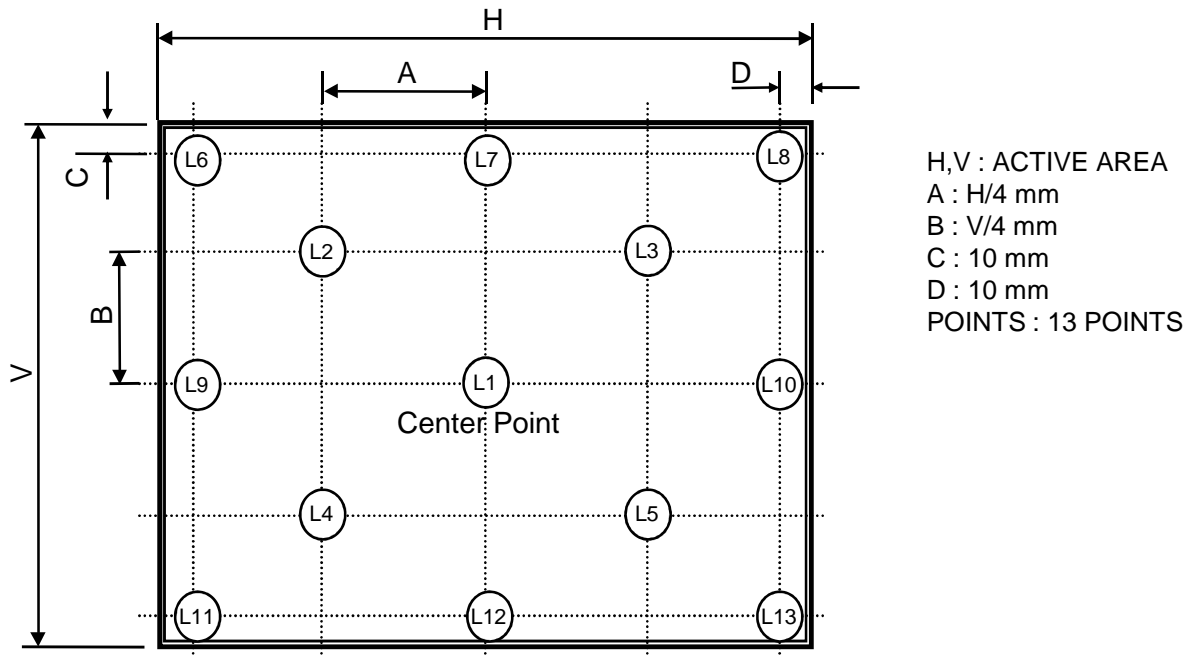 H
A
D
C
B
V
L6
L7
L8
L2
L3
L9
L1
L10
Center Point
L4
L5
L11
L12
L13
H,V : ACTIVE AREA
A : H/4 mm
B : V/4 mm
C : 10 mm
D : 10 mm
POINTS : 13 POINTS